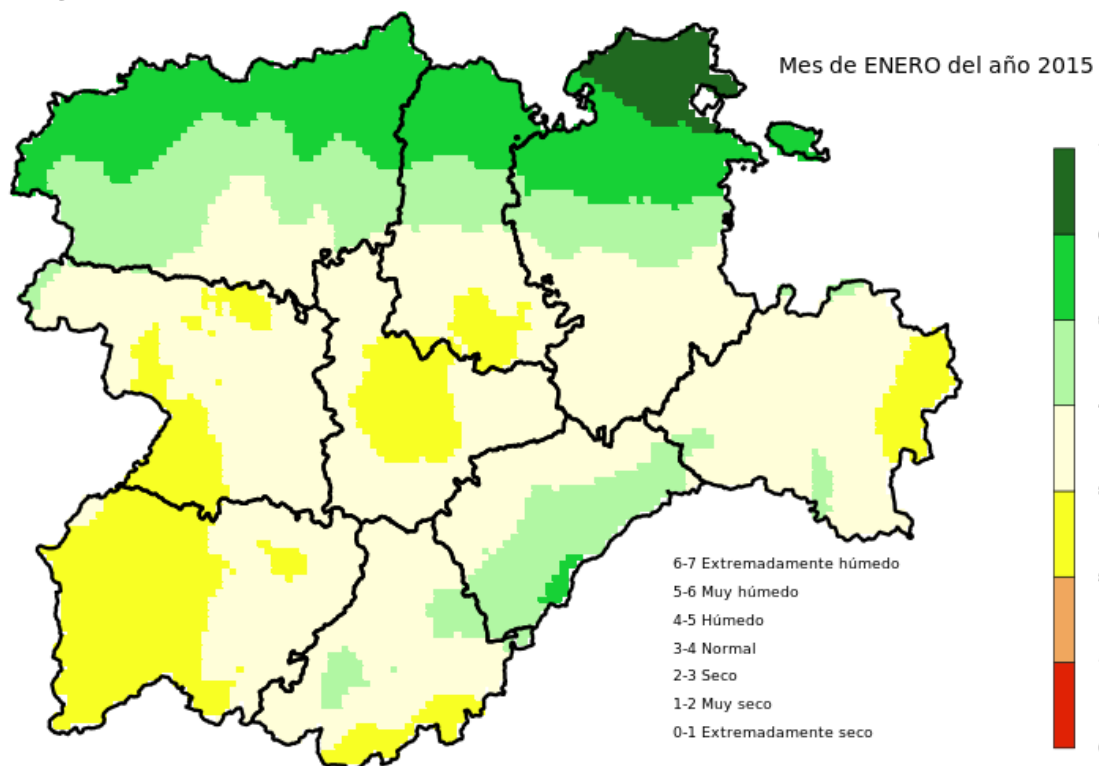 Mes de ENERO del año 2015
6-7 Extremadamente húmedo
5-6 Muy húmedo
4-5 Húmedo
3-4 Normal
2-3 Seco
1-2 Muy seco
0-1 Extremadamente seco